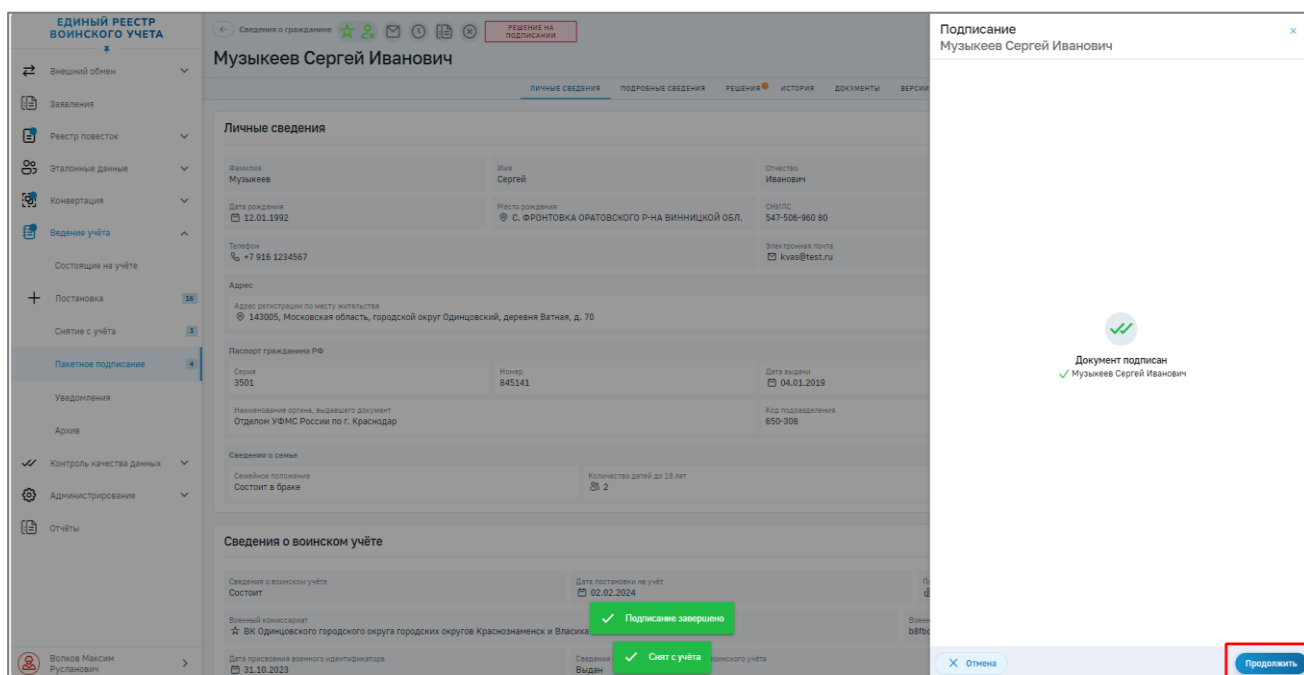 ЕДИНЫЙ РЕЕСТР
ВОИНСКОГО УЧЕТА
Внешний обмен
Заявления
Реестр повесток
Эталонные данные
Конвертация
Ведение учёта
Состоящие на учёте
Постановка 16
Снятие с учёта 1
Пакетное подписание 4
Уведомления
Архив
Контроль качества данных
Администрирование
Отчёты
Волков Максим
Русланович
Сведения о гражданине
РЕШЕНИЕ НА
ПОДПИСАНИИ
Музыкеев Сергей Иванович
ЛИЧНЫЕ СВЕДЕНИЯ ПОДРОБНЫЕ СВЕДЕНИЯ РЕШЕНИЯ ИСТОРИЯ ДОКУМЕНТЫ ВЕРСИИ
Личные сведения
Фамилия Имя Отчество
Музыкеев Сергей Иванович
Дата рождения Место рождения СНИЛС
12.01.1992 С. ФРОНТОВКА ОРАТОВСКОГО Р-НА ВИННИЦКОЙ ОБЛ. 547-506-960 80
Телефон Электронная почта
+7 916 1234567 kvas@test.ru
Адрес
Адрес регистрации по месту жительства
143005, Московская область, городской округ Одинцовский, деревня Ватная, д. 70
Паспорт гражданина РФ
Серия Номер Дата выдачи
3501 845141 04.01.2019
Наименование органа, выдавшего документ Код подразделения
Отделом УФМС России по г. Краснодар 650-308
Сведения о семье
Семейное положение Количество детей до 18 лет
Состоит в браке 2
Сведения о воинском учёте
Сведения о воинском учёте Дата постановки на учёт
Состоит 02.02.2024
Военный комиссариат
ВК Одинцовского городского округа городских округов Краснознаменск и Власиха
Дата присвоения военного идентификатора Сведения воинского учёта
31.10.2023 Выдан
Подписание завершено
Снят с учёта
Подписание
Музыкеев Сергей Иванович
Документ подписан
Музыкеев Сергей Иванович
Отмена
Продолжить